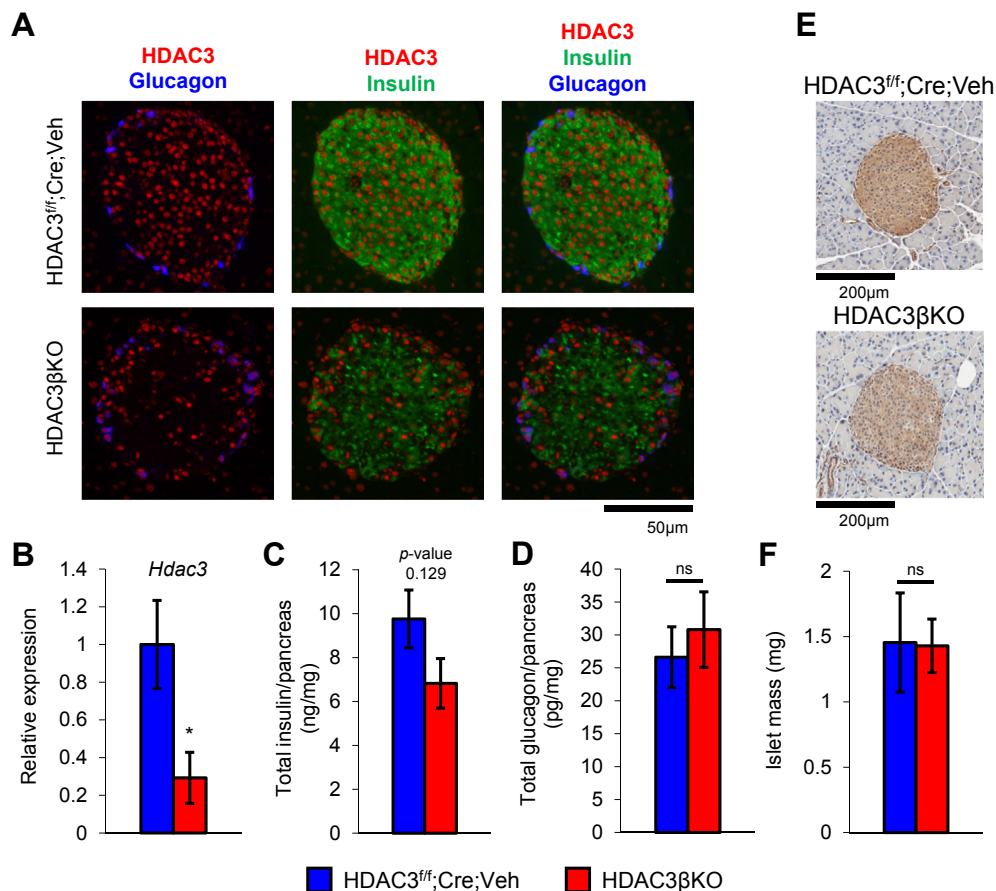 A
HDAC3
Glucagon
HDAC3
Insulin
HDAC3
Insulin
Glucagon
HDAC3f/f;Cre;Veh
HDAC3βKO
50µm
E
HDAC3f/f;Cre;Veh
200µm
HDAC3βKO
200µm
B
Hdac3
Relative expression
1.4
1.2
1
0.8
0.6
0.4
0.2
0
*
C
p-value
0.129
Total insulin/pancreas
(ng/mg)
12
10
8
6
4
2
0
D
ns
Total glucagon/pancreas
(pg/mg)
40
35
30
25
20
15
10
5
0
F
ns
Islet mass (mg)
2
1.5
1
0.5
0
HDAC3f/f;Cre;Veh
HDAC3βKO